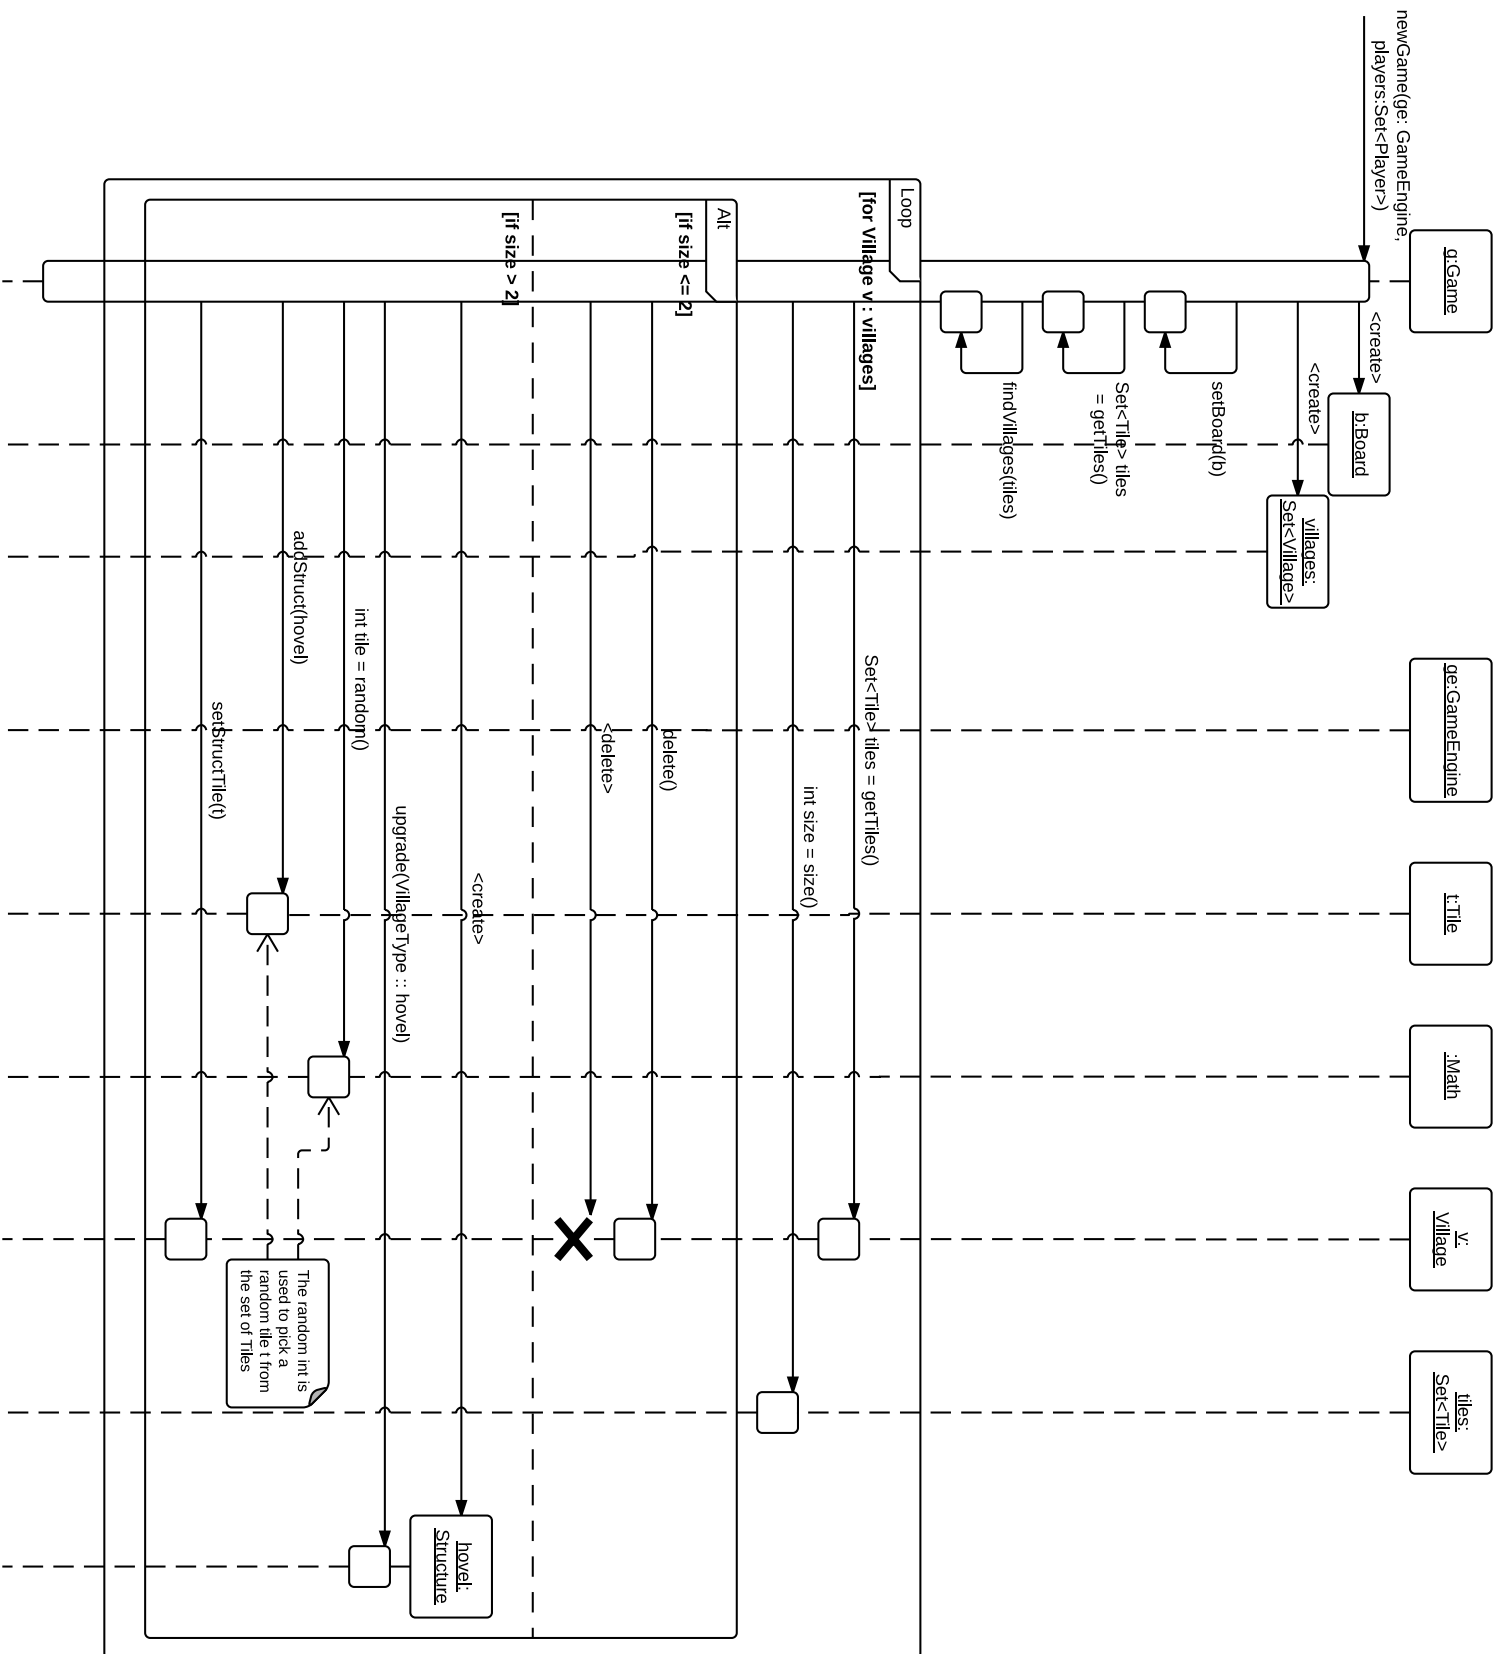 newGame(ge: GameEngine,
players:Set<Player>)
g:Game
<create>
b:Board
<create>
villages:
Set<Village>
ge:GameEngine
t:Tile
:Math
v:
Village
tiles:
Set<Tile>
setBoard(b)
Set<Tile> tiles
= getTiles()
findVillages(tiles)
Loop
[for Village v : villages]
Set<Tile> tiles = getTiles()
int size = size()
Alt
[if size <= 2]
delete()
<delete>
[if size > 2]
<create>
hovel:
Structure
upgrade(VillageType :: hovel)
int tile = random()
addStruct(hovel)
The random int is
used to pick a
random tile t from
the set of Tiles
setStructTile(t)